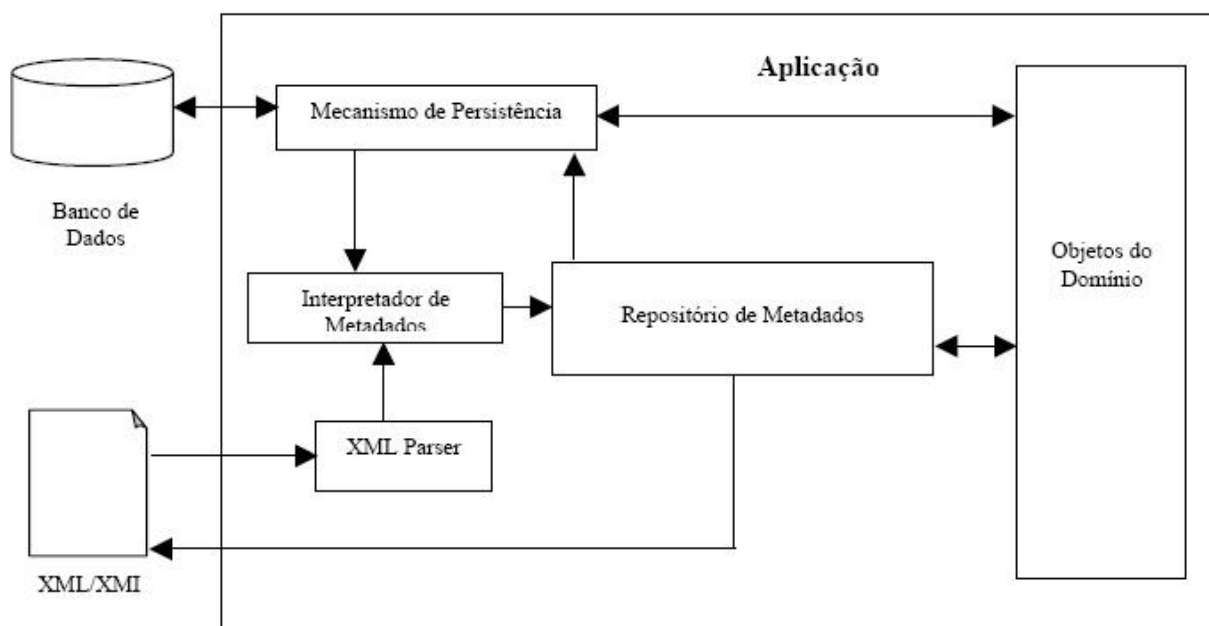 Aplicação
Mecanismo de Persistência
Banco de
Dados
Objetos do
Domínio
Interpretador de
Metadados
Repositório de Metadados
XML Parser
XML/XMI